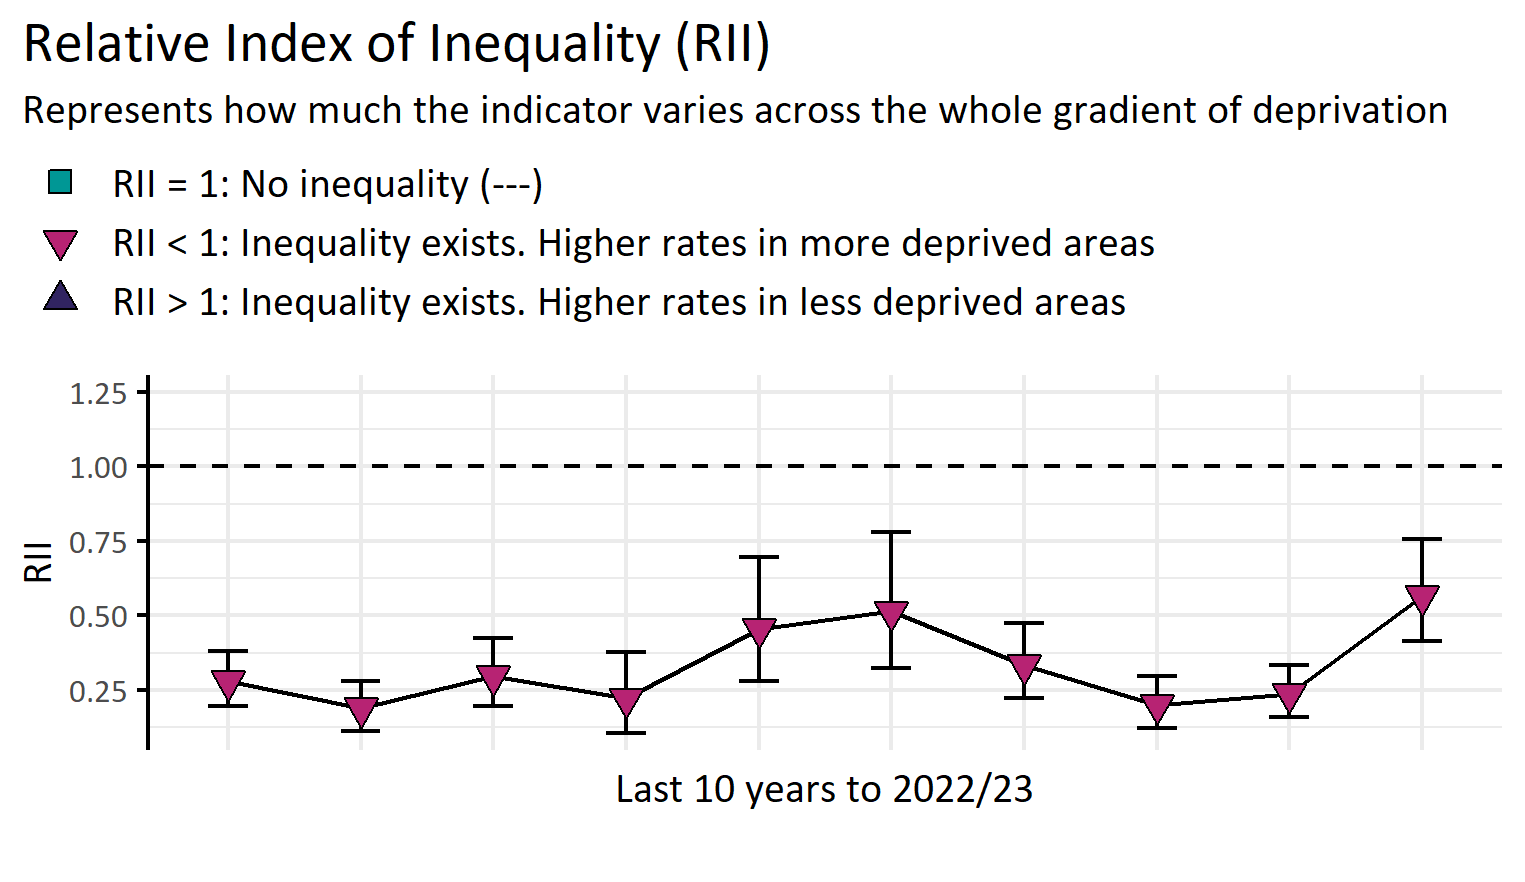 Relative Index of Inequality (RII)
Represents how much the indicator varies across the whole gradient of deprivation
RII = 1: No inequality (---)
RII < 1: Inequality exists. Higher rates in more deprived areas
RII > 1: Inequality exists. Higher rates in less deprived areas
1.25
1.00
0.75
0.50
0.25
RII
Last 10 years to 2022/23